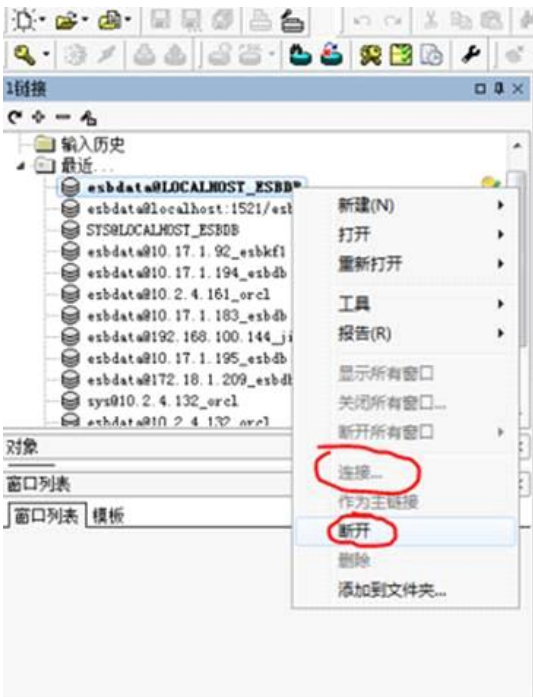 1链接
输入历史
最近...
esbdata@LOCALHOST_ESBDB
esbdata@localhost:1521/esb
SYS@LOCALHOST_ESBDB
esbdata@10.17.1.92_esbkf1
esbdata@10.17.1.194_esbdb
esbdata@10.2.4.161_orcl
esbdata@10.17.1.183_esbdb
esbdata@192.168.100.144_ji
esbdata@10.17.1.195_esbdb
esbdata@172.18.1.209_esbdb
sys@10.2.4.132_orcl
esbdata@10.2.4.132_orcl
对象
窗口列表
窗口列表 模板
新建(N)
打开
重新打开
工具
报告(R)
显示所有窗口
关闭所有窗口...
断开所有窗口
连接...
作为主链接
断开
删除
添加到文件夹...